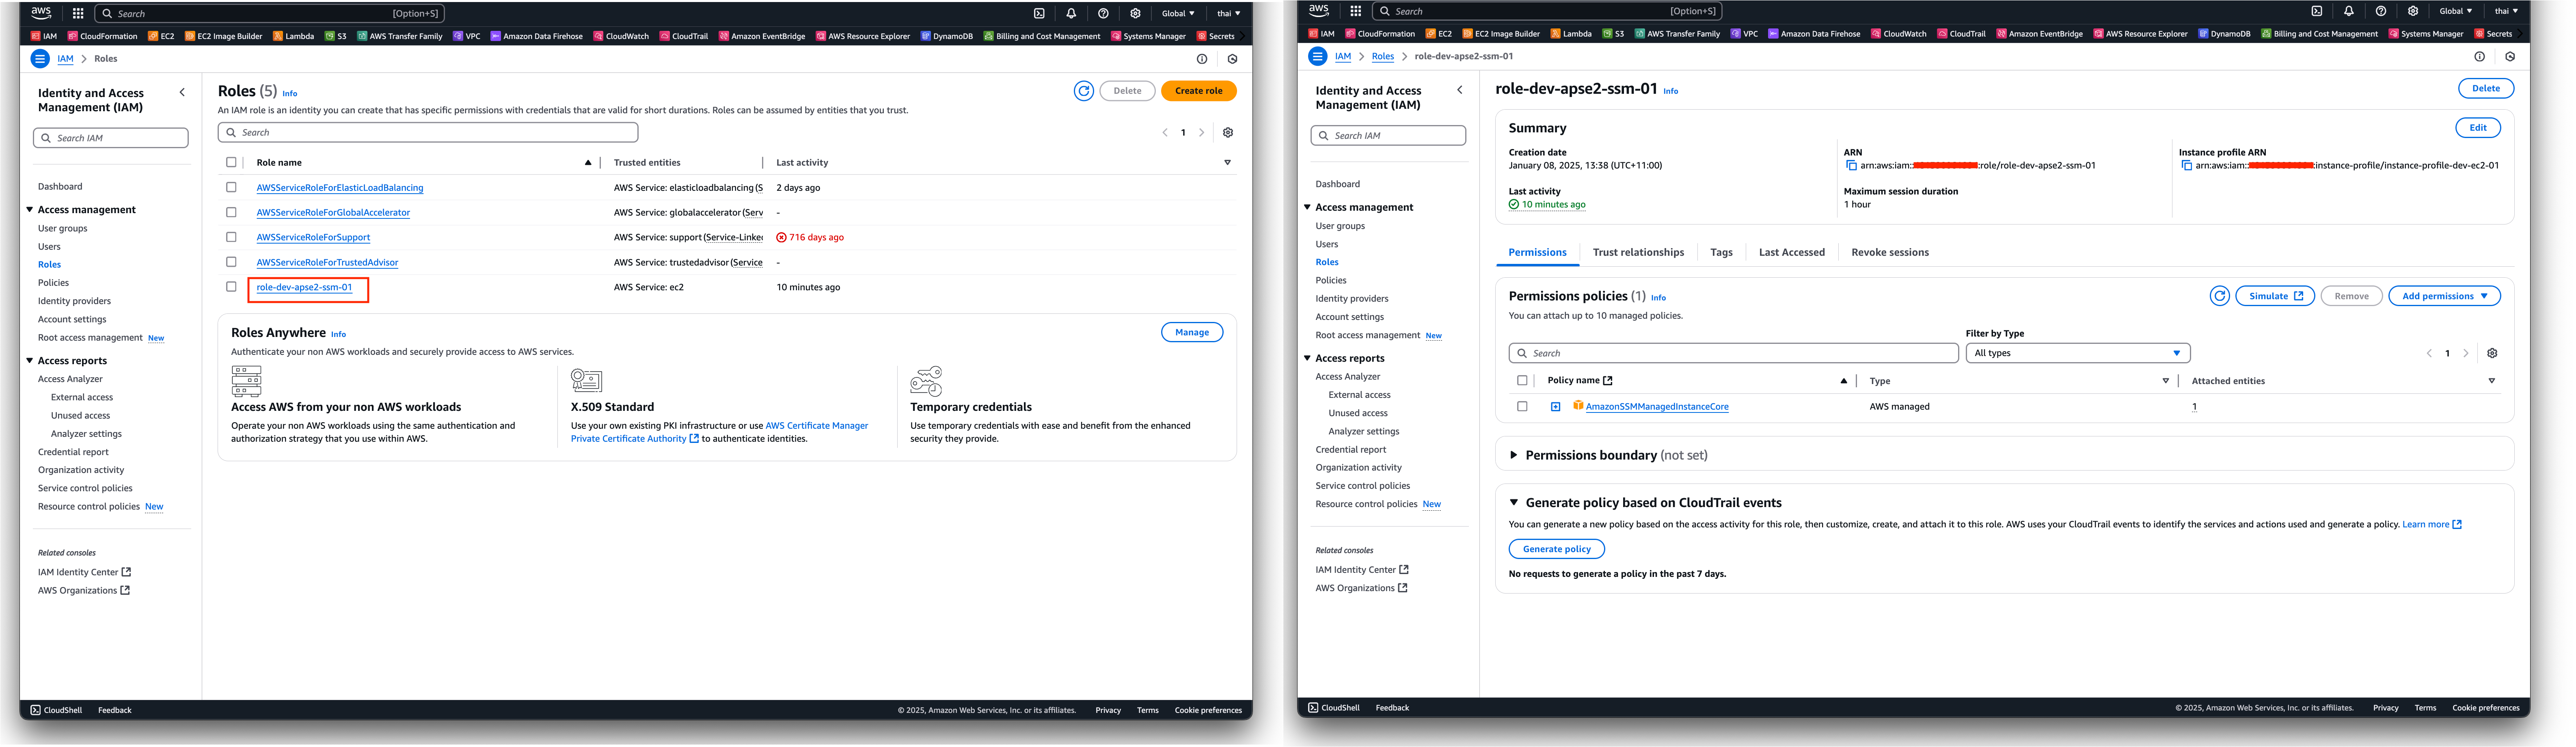 aws
Search
[Option+S]
Global
thai
IAM
CloudFormation
EC2
EC2 Image Builder
Lambda
S3
AWS Transfer Family
VPC
Amazon Data Firehose
CloudWatch
CloudTrail
Amazon EventBridge
AWS Resource Explorer
DynamoDB
Billing and Cost Management
Systems Manager
Secrets
IAM > Roles
Identity and Access
Management (IAM)
Search IAM
Dashboard
Access management
User groups
Users
Roles
Policies
Identity providers
Account settings
Root access management New
Access reports
Access Analyzer
External access
Unused access
Analyzer settings
Credential report
Organization activity
Service control policies
Resource control policies New
Related consoles
IAM Identity Center
AWS Organizations
Roles (5) Info
Delete
Create role
An IAM role is an identity you can create that has specific permissions with credentials that are valid for short durations. Roles can be assumed by entities that you trust.
Search
1
Role name Trusted entities Last activity
AWSServiceRoleForElasticLoadBalancing AWS Service: elasticloadbalancing (S 2 days ago
AWSServiceRoleForGlobalAccelerator AWS Service: globalaccelerator (Serv -
AWSServiceRoleForSupport AWS Service: support (Service-Linke 716 days ago
AWSServiceRoleForTrustedAdvisor AWS Service: trustedadvisor (Service -
role-dev-apse2-ssm-01 AWS Service: ec2 10 minutes ago
Roles Anywhere Info
Manage
Authenticate your non AWS workloads and securely provide access to AWS services.
Access AWS from your non AWS workloads
Operate your non AWS workloads using the same authentication and
authorization strategy that you use within AWS.
X.509 Standard
Use your own existing PKI infrastructure or use AWS Certificate Manager
Private Certificate Authority to authenticate identities.
Temporary credentials
Use temporary credentials with ease and benefit from the enhanced
security they provide.
CloudShell Feedback
© 2025, Amazon Web Services, Inc. or its affiliates. Privacy Terms Cookie preferences
aws
Search
[Option+S]
Global
thai
IAM
CloudFormation
EC2
EC2 Image Builder
Lambda
S3
AWS Transfer Family
VPC
Amazon Data Firehose
CloudWatch
CloudTrail
Amazon EventBridge
AWS Resource Explorer
DynamoDB
Billing and Cost Management
Systems Manager
Secrets
IAM > Roles > role-dev-apse2-ssm-01
Identity and Access
Management (IAM)
Search IAM
Dashboard
Access management
User groups
Users
Roles
Policies
Identity providers
Account settings
Root access management New
Access reports
Access Analyzer
External access
Unused access
Analyzer settings
Credential report
Organization activity
Service control policies
Resource control policies New
Related consoles
IAM Identity Center
AWS Organizations
role-dev-apse2-ssm-01 Info
Delete
Summary
Edit
Creation date
January 08, 2025, 13:38 (UTC+11:00)
Last activity
10 minutes ago
ARN
arn:aws:iam: :role/role-dev-apse2-ssm-01
Maximum session duration
1 hour
Instance profile ARN
arn:aws:iam: :instance-profile/instance-profile-dev-ec2-01
Permissions Trust relationships Tags Last Accessed Revoke sessions
Permissions policies (1) Info
Simulate
Remove
Add permissions
You can attach up to 10 managed policies.
Filter by Type
Search
All types
1
Policy name Type Attached entities
AmazonSSMManagedInstanceCore AWS managed 1
Permissions boundary (not set)
Generate policy based on CloudTrail events
You can generate a new policy based on the access activity for this role, then customize, create, and attach it to this role. AWS uses your CloudTrail events to identify the services and actions used and generate a policy. Learn more
Generate policy
No requests to generate a policy in the past 7 days.
CloudShell Feedback
© 2025, Amazon Web Services, Inc. or its affiliates. Privacy Terms Cookie preferences